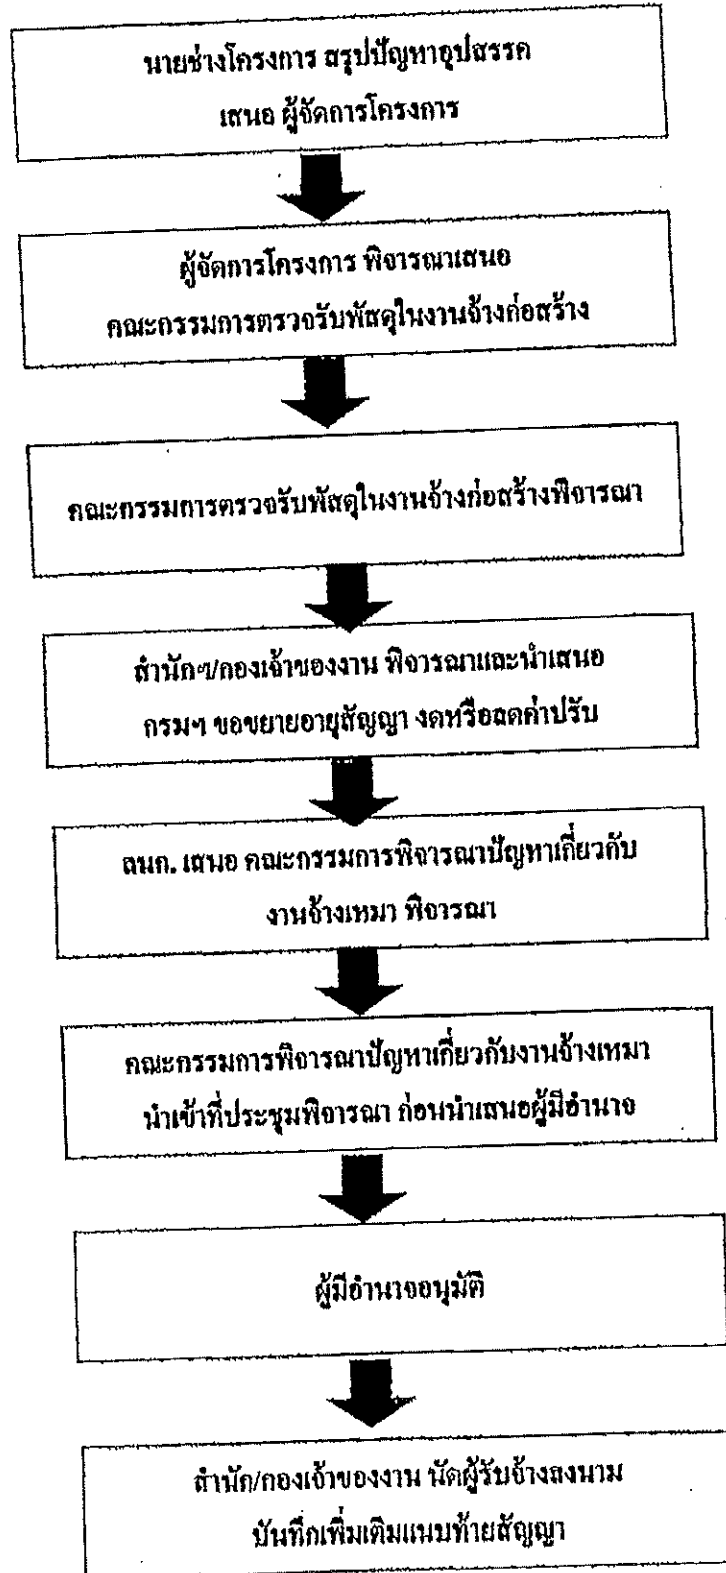 นายช่างโครงการ สรุปปัญหาอุปสรรค
เสนอ ผู้จัดการโครงการ
ผู้จัดการโครงการ พิจารณาเสนอ
คณะกรรมการตรวจรับพัสดุในงานจ้างก่อสร้าง
คณะกรรมการตรวจรับพัสดุในงานจ้างก่อสร้างพิจารณา
สำนักฯ/กองเจ้าของงาน พิจารณาและนำเสนอ
กรมฯ ขอขยายอายุสัญญา งดหรือลดค่าปรับ
ลนก. เสนอ คณะกรรมการพิจารณาปัญหาเกี่ยวกับ
งานจ้างเหมา พิจารณา
คณะกรรมการพิจารณาปัญหาเกี่ยวกับงานจ้างเหมา
นำเข้าที่ประชุมพิจารณา ก่อนนำเสนอผู้มีอำนาจ
ผู้มีอำนาจอนุมัติ
สำนัก/กองเจ้าของงาน นัดผู้รับจ้างลงนาม
บันทึกเพิ่มเติมแนบท้ายสัญญา